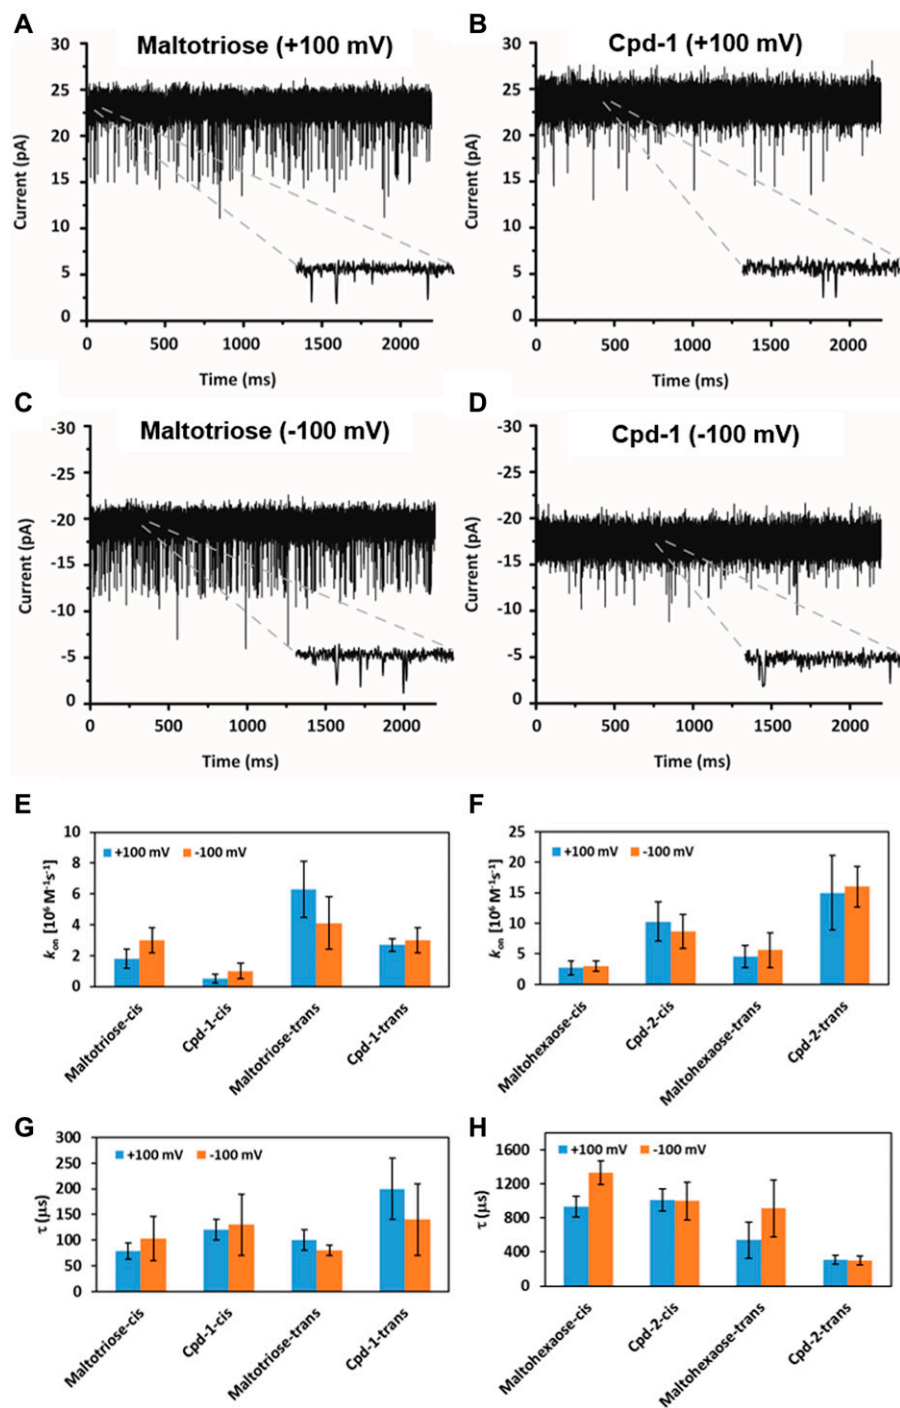 A
Maltotriose (+100 mV)
30
25
20
15
10
5
0
Current (pA)
0 500 1000 1500 2000
Time (ms)
B
Cpd-1 (+100 mV)
30
25
20
15
10
5
0
Current (pA)
0 500 1000 1500 2000
Time (ms)
C
Maltotriose (-100 mV)
-30
-25
-20
-15
-10
-5
0
Current (pA)
0 500 1000 1500 2000
Time (ms)
D
Cpd-1 (-100 mV)
-30
-25
-20
-15
-10
-5
0
Current (pA)
0 500 1000 1500 2000
Time (ms)
E
10
8
6
4
2
0
kon [10⁶ M⁻¹s⁻¹]
+100 mV -100 mV
Maltotriose-cis
Cpd-1-cis
Maltotriose-trans
Cpd-1-trans
F
25
20
15
10
5
0
kon [10⁶ M⁻¹s⁻¹]
+100 mV -100 mV
Maltohexaose-cis
Cpd-2-cis
Maltohexaose-trans
Cpd-2-trans
G
300
250
200
150
100
50
0
τ (μs)
+100 mV -100 mV
Maltotriose-cis
Cpd-1-cis
Maltotriose-trans
Cpd-1-trans
H
1600
1200
800
400
0
τ (μs)
+100 mV -100 mV
Maltohexaose-cis
Cpd-2-cis
Maltohexaose-trans
Cpd-2-trans